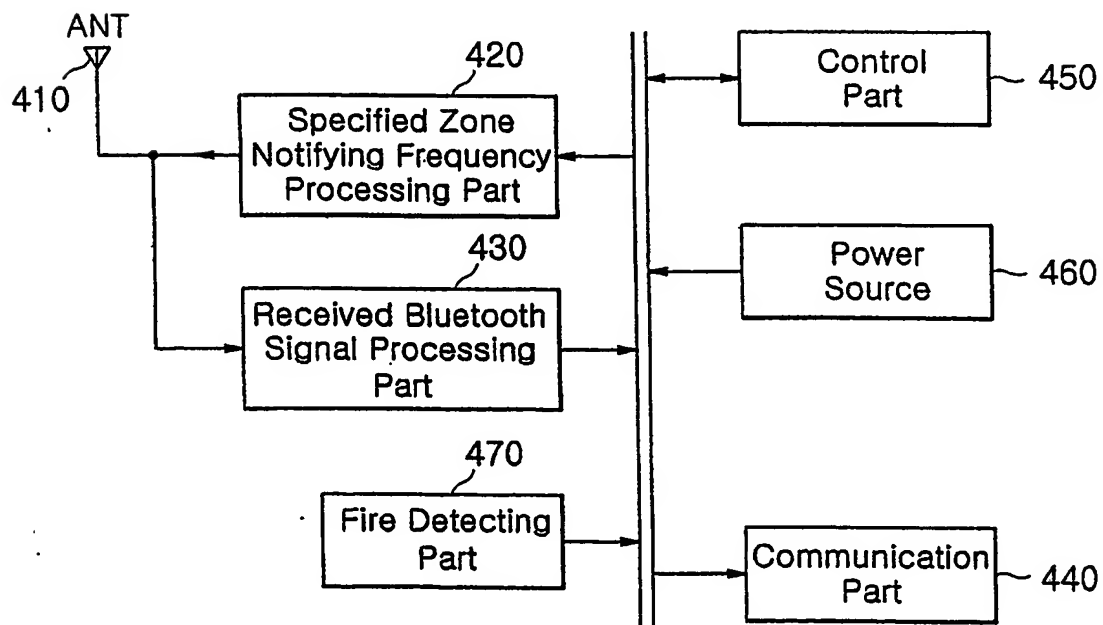 ANT
410
420
Specified Zone
Notifying Frequency
Processing Part
430
Received Bluetooth
Signal Processing
Part
470
Fire Detecting
Part
Control
Part
450
Power
Source
460
Communication
Part
440